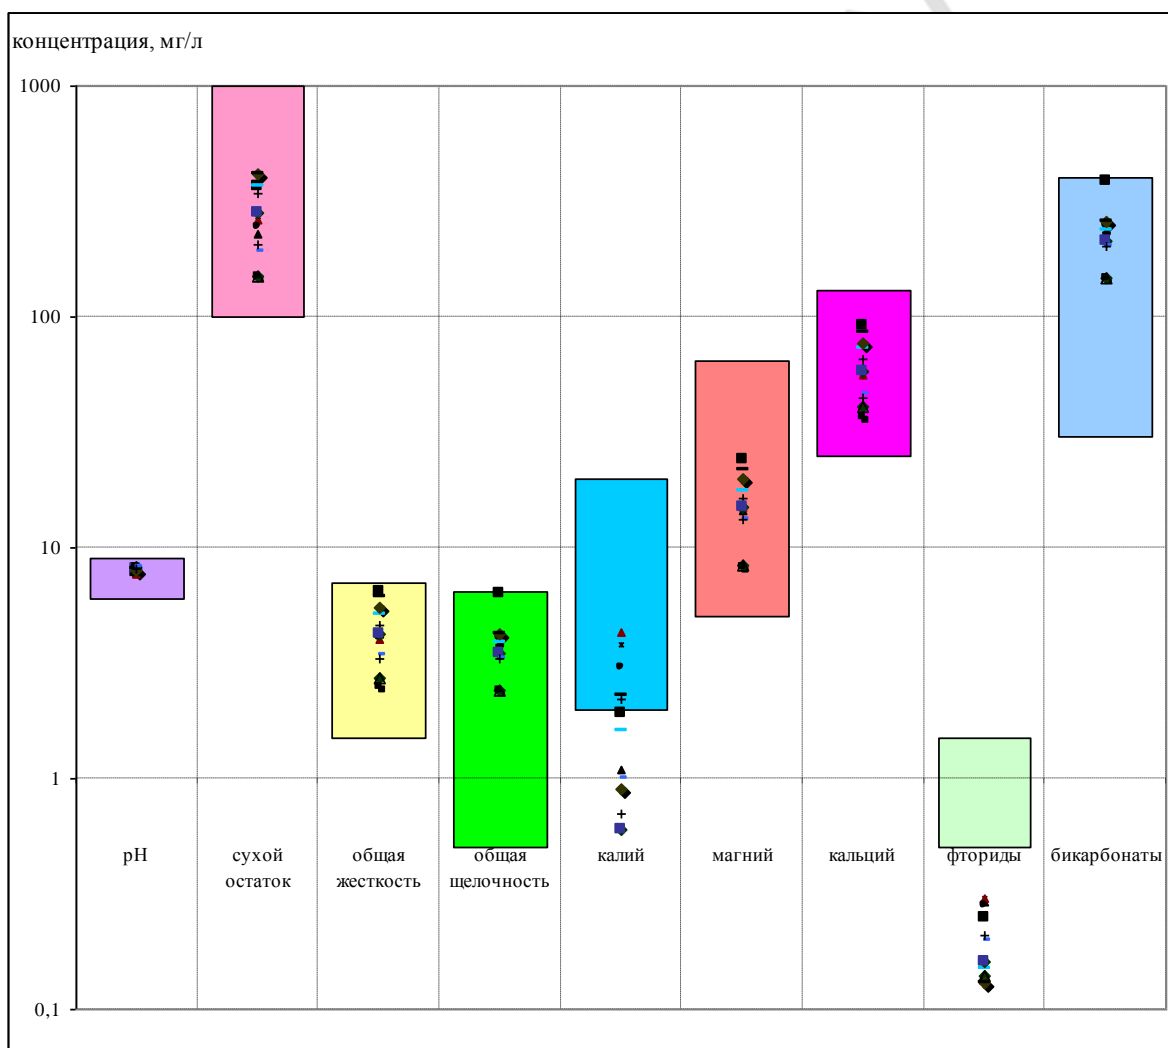 концентрация, мг/л
1000
100
10
1
0,1
рН
сухой
остаток
общая
жесткость
общая
щелочность
калий
магний
кальций
фториды
бикарбонаты